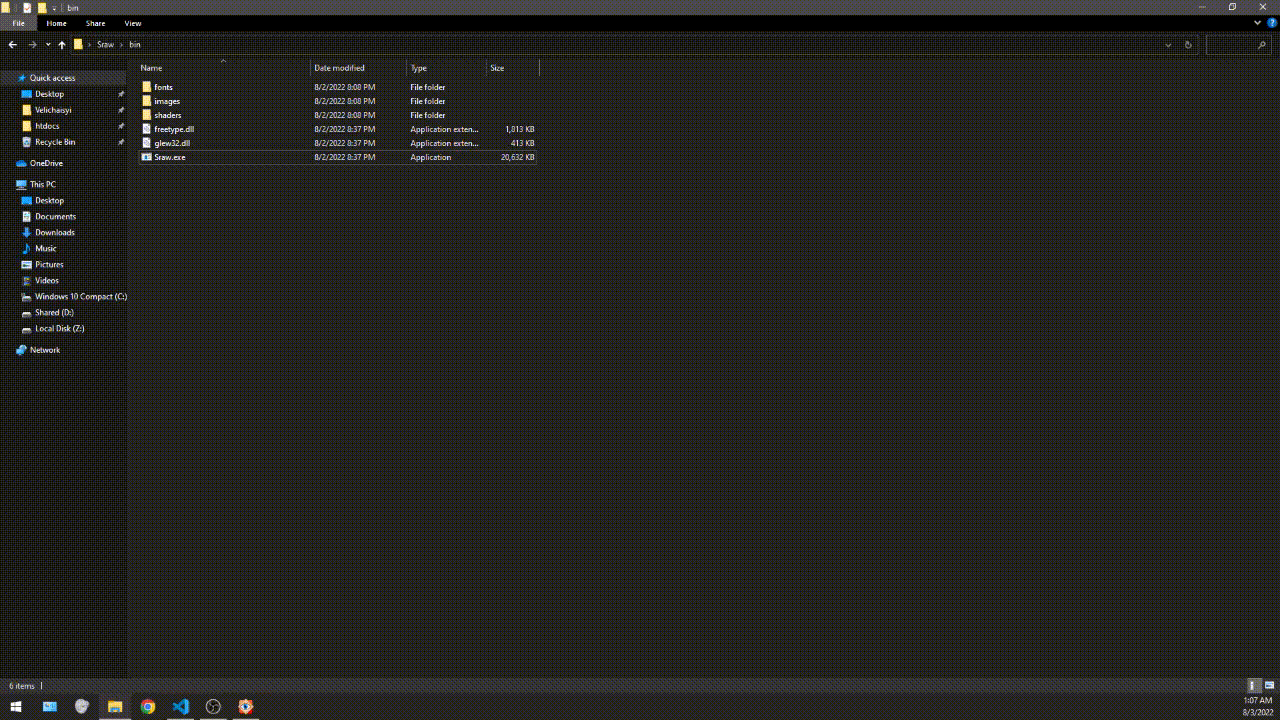 bin
File Home Share View
Sraw bin
Name Date modified Type Size
Quick access
Desktop
Velichaisyi
htdocs
Recycle Bin
OneDrive
This PC
Desktop
Documents
Downloads
Music
Pictures
Videos
Windows 10 Compact (C:)
Shared (D:)
Local Disk (Z:)
Network
fonts 8/2/2022 8:08 PM File folder
images 8/2/2022 8:08 PM File folder
shaders 8/2/2022 8:08 PM File folder
freetype.dll 8/2/2022 8:37 PM Application exten... 1,813 KB
glew32.dll 8/2/2022 8:37 PM Application exten... 413 KB
Sraw.exe 8/2/2022 8:37 PM Application 20,632 KB
6 items
1:07 AM
8/3/2022